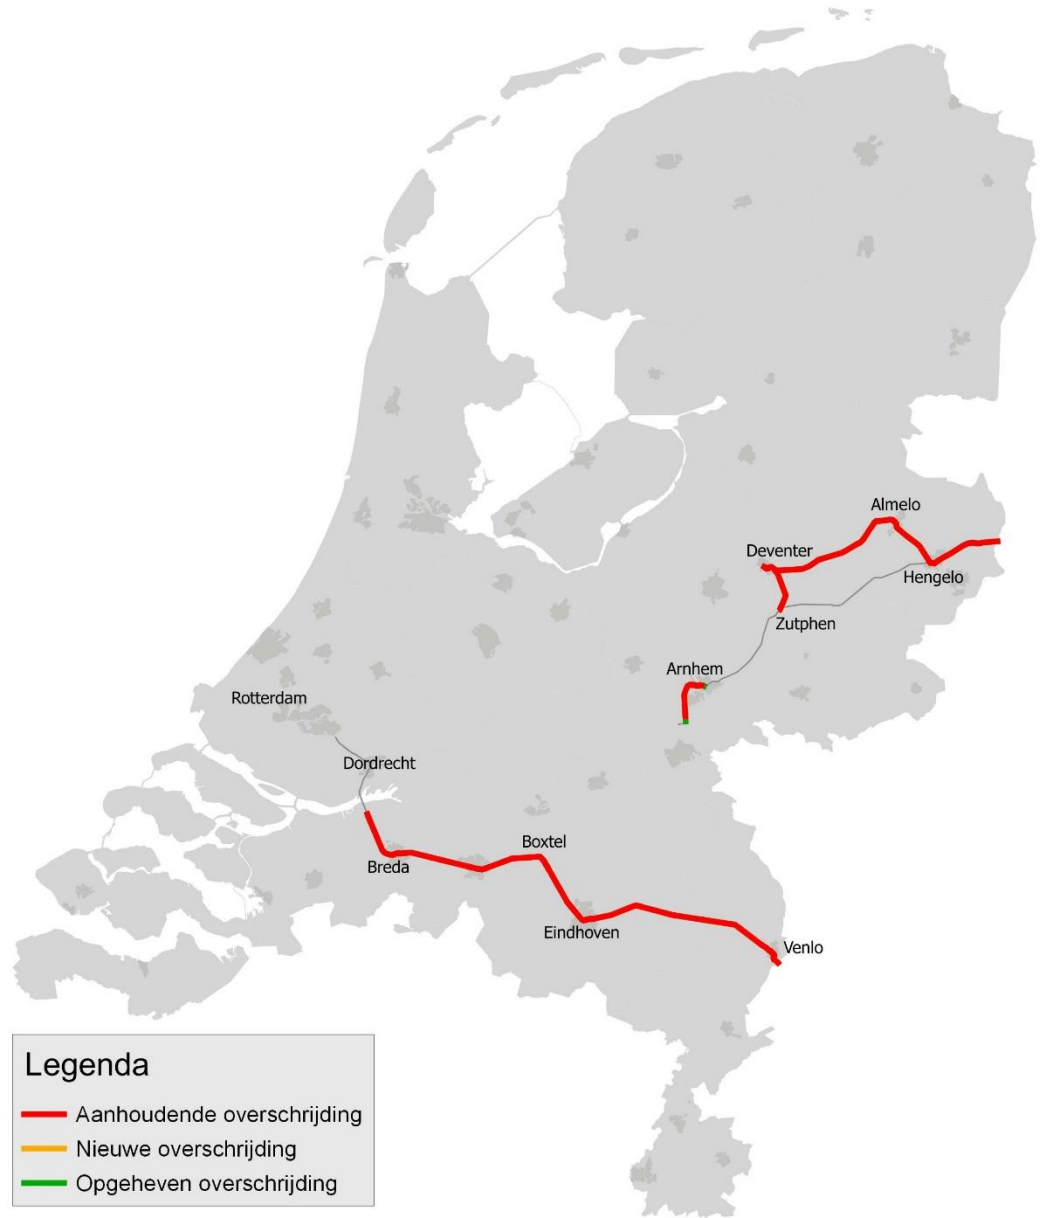 Almelo
Deventer
Hengelo
Zutphen
Arnhem
Rotterdam
Dordrecht
Boxtel
Breda
Eindhoven
Venlo
Legenda
Aanhoudende overschrijding
Nieuwe overschrijding
Opgeheven overschrijding